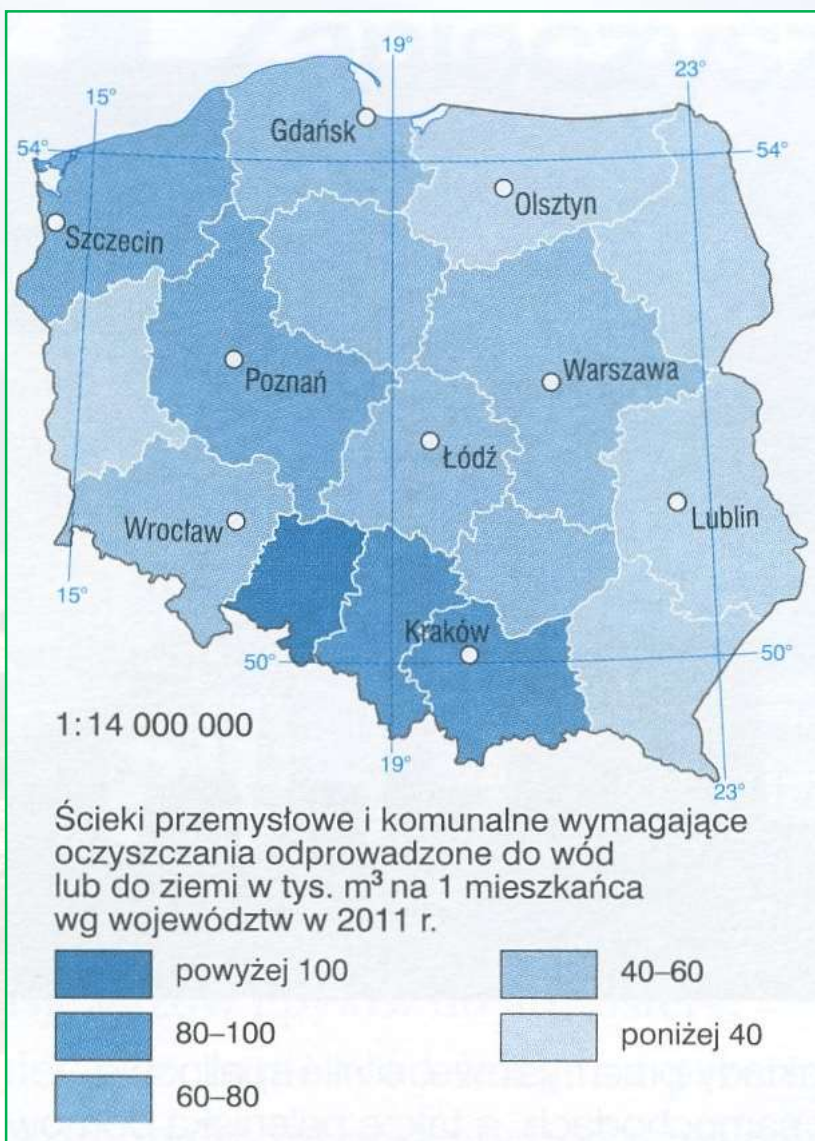 19°
23°
15°
Gdańsk
54°
54°
Olsztyn
Szczecin
Poznań
Warszawa
Łódź
Wrocław
Lublin
15°
Kraków
50°
50°
1:14 000 000
19°
23°
Ścieki przemysłowe i komunalne wymagające
oczyszczania odprowadzone do wód
lub do ziemi w tys. m³ na 1 mieszkańca
wg województw w 2011 r.
powyżej 100
40–60
80–100
poniżej 40
60–80